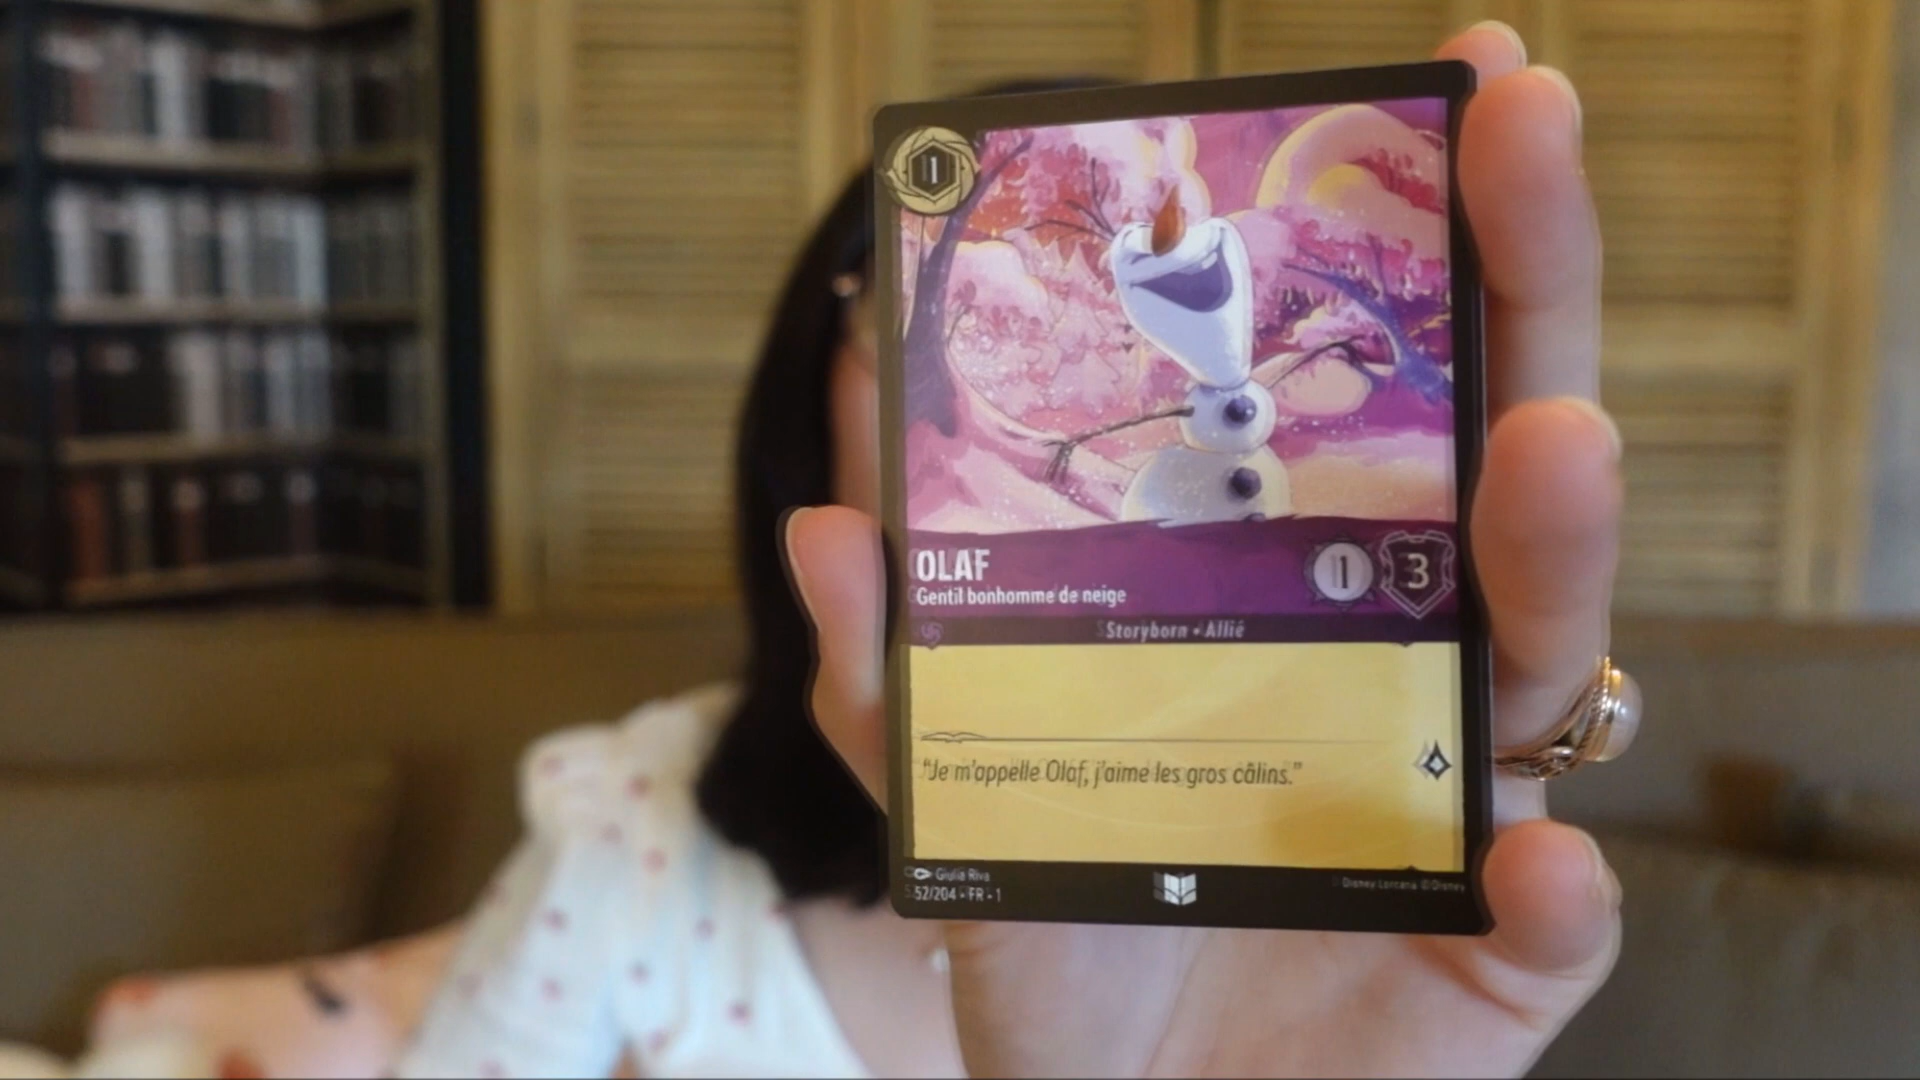 1
OLAF
Gentil bonhomme de neige
1 3
Storyborn • Allié
"Je m'appelle Olaf, j'aime les gros câlins."
Giulia Riva
52/204 • FR • 1
Disney Lorcana ©Disney